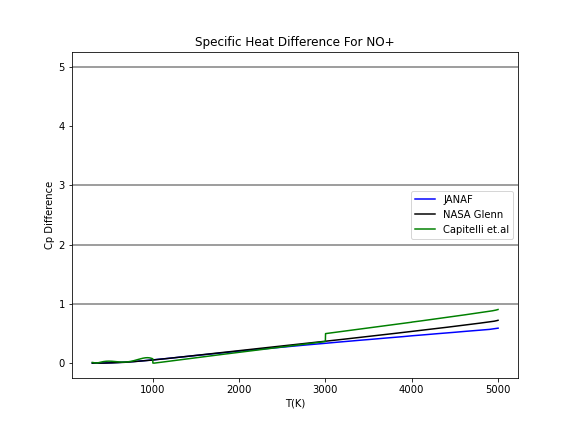 Specific Heat Difference For NO+
Cp Difference
5
4
3
2
1
0
JANAF
NASA Glenn
Capitelli et.al
1000 2000 3000 4000 5000
T(K)